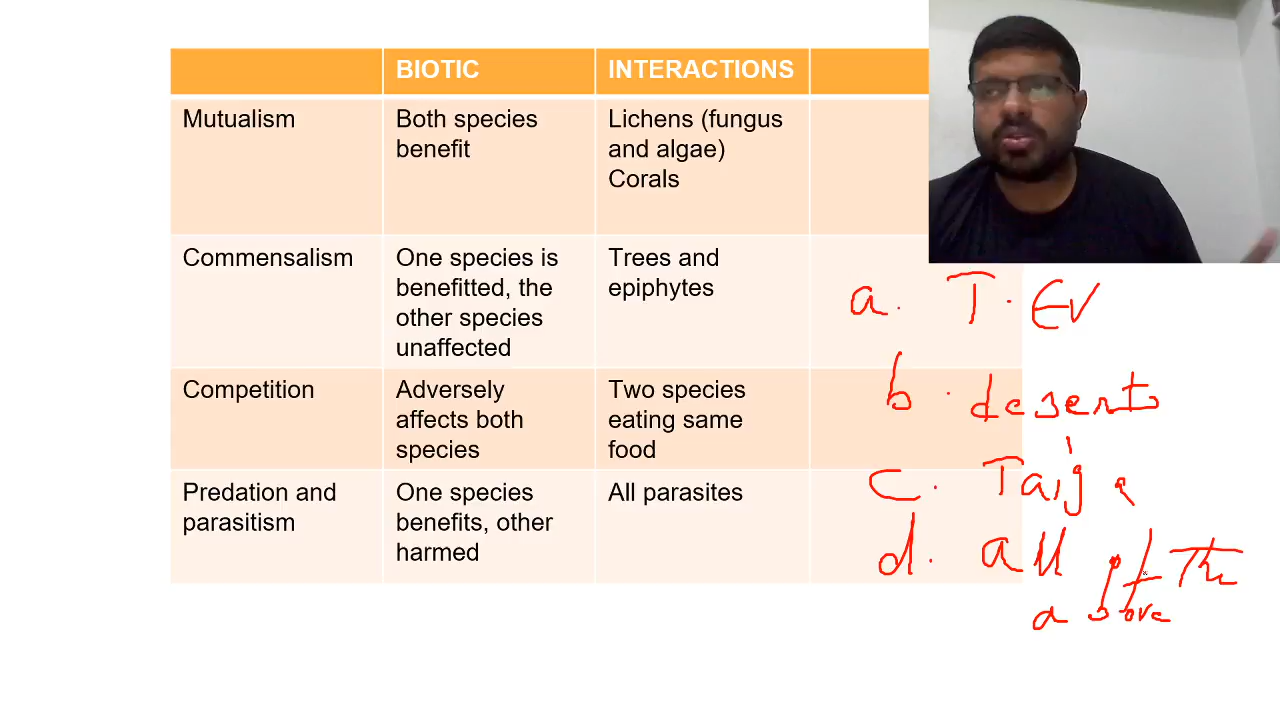 BIOTIC INTERACTIONS
Mutualism
Both species
benefit
Lichens (fungus
and algae)
Corals
Commensalism
One species is
benefitted, the
other species
unaffected
Trees and
epiphytes
Competition
Adversely
affects both
species
Two species
eating same
food
Predation and
parasitism
One species
benefits, other
harmed
All parasites
a. T. EV
b. deserts
c. Taiga
d. all of the
above